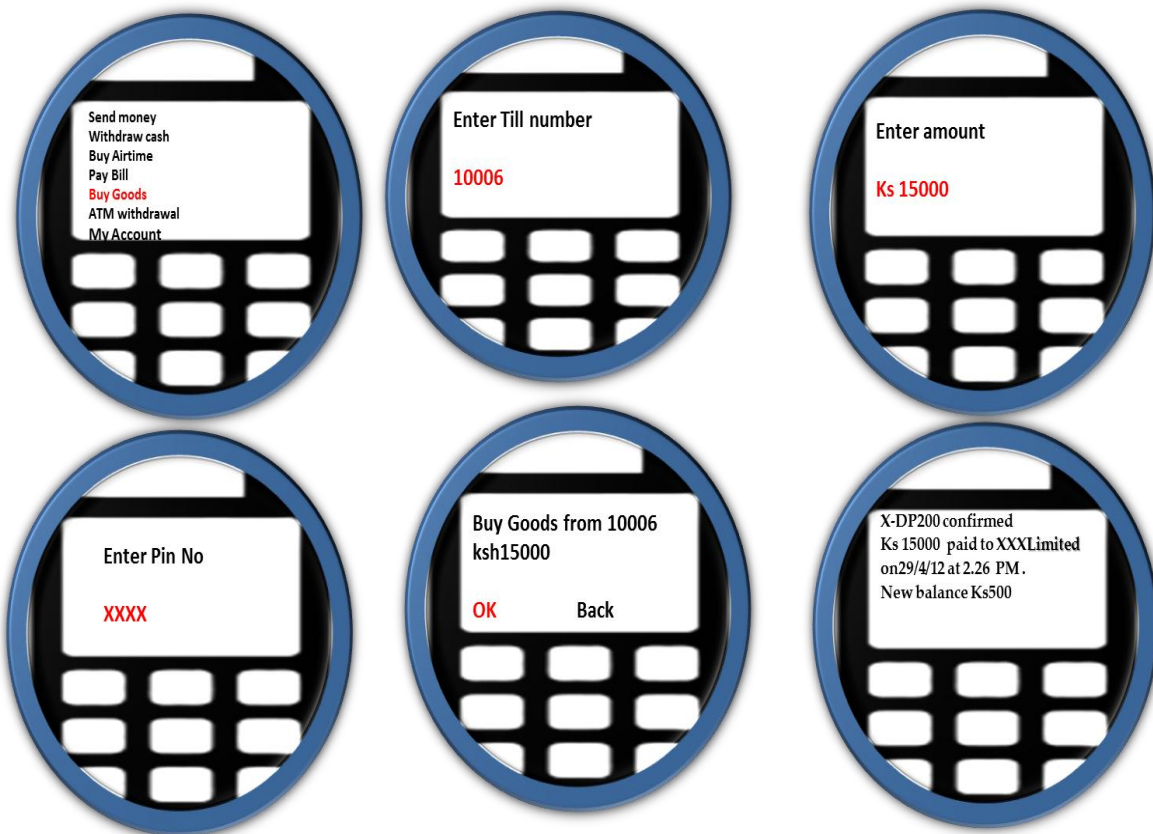 Send money
Withdraw cash
Buy Airtime
Pay Bill
Buy Goods
ATM withdrawal
My Account
Enter Till number
10006
Enter amount
Ks 15000
Enter Pin No
XXXX
Buy Goods from 10006
ksh15000
OK Back
X-DP200 confirmed
Ks 15000 paid to XXXLimited
on29/4/12 at 2.26 PM .
New balance Ks500